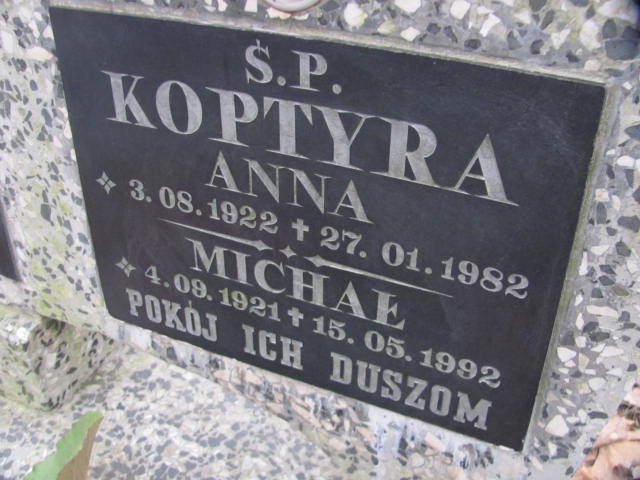 Ś.P.
KOPTYRA
ANNA
3.08.1922 ✝ 27.01.1982
MICHAŁ
4.09.1921 ✝ 15.05.1992
POKÓJ ICH DUSZOM